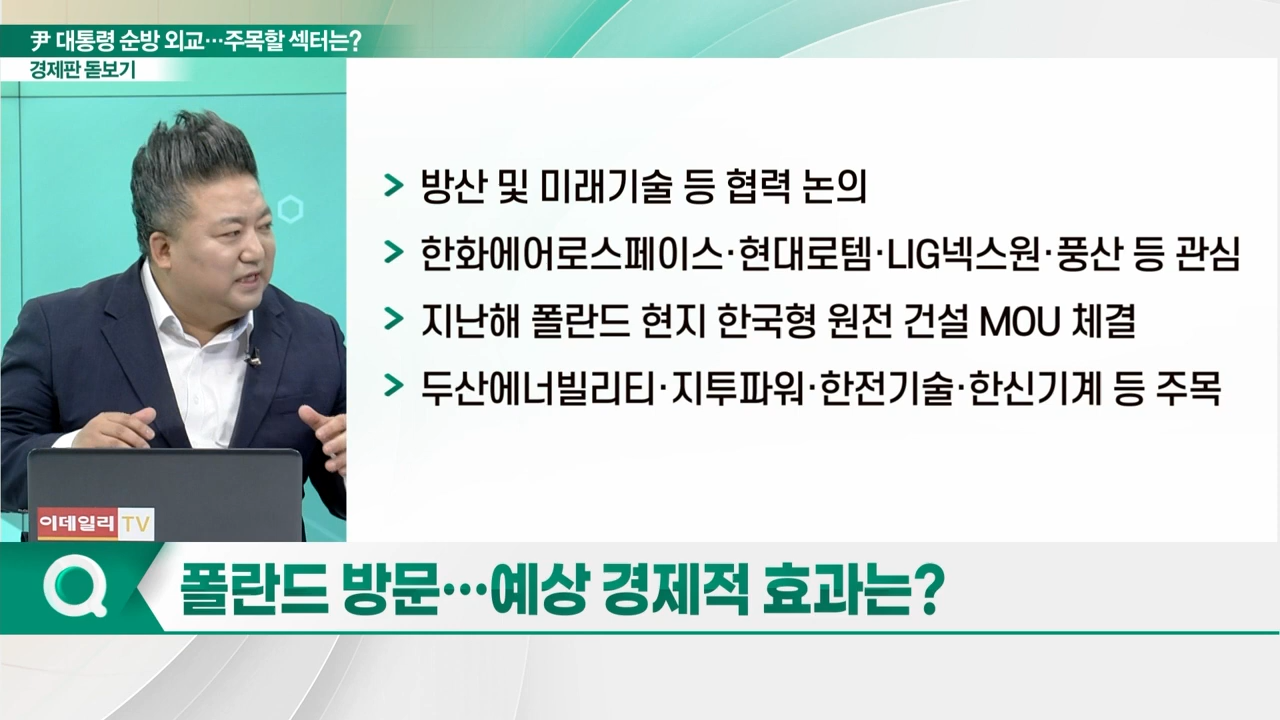 尹 대통령 순방 외교…주목할 섹터는?
경제판 돋보기
> 방산 및 미래기술 등 협력 논의
> 한화에어로스페이스·현대로템·LIG넥스원·풍산 등 관심
> 지난해 폴란드 현지 한국형 원전 건설 MOU 체결
> 두산에너빌리티·지투파워·한전기술·한신기계 등 주목
이데일리TV
Q 폴란드 방문…예상 경제적 효과는?